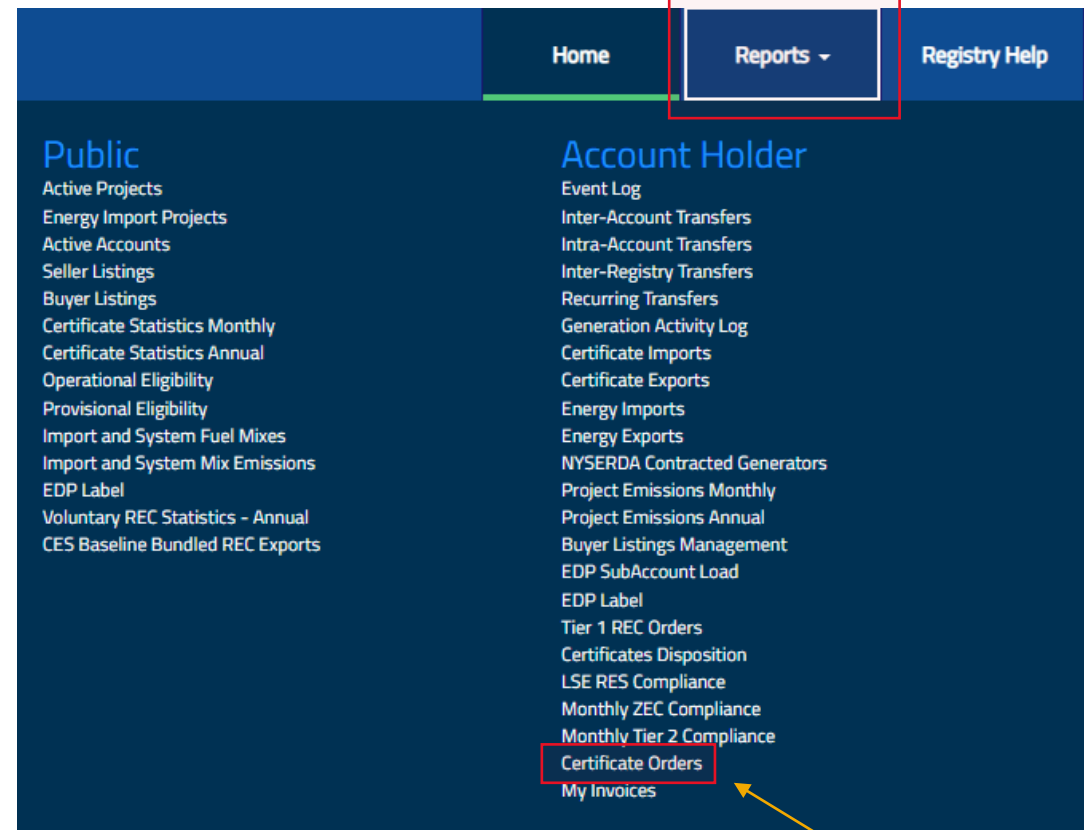 Home
Reports
Registry Help
Public
Active Projects
Energy Import Projects
Active Accounts
Seller Listings
Buyer Listings
Certificate Statistics Monthly
Certificate Statistics Annual
Operational Eligibility
Provisional Eligibility
Import and System Fuel Mixes
Import and System Mix Emissions
EDP Label
Voluntary REC Statistics - Annual
CES Baseline Bundled REC Exports
Account Holder
Event Log
Inter-Account Transfers
Intra-Account Transfers
Inter-Registry Transfers
Recurring Transfers
Generation Activity Log
Certificate Imports
Certificate Exports
Energy Imports
Energy Exports
NYSERDA Contracted Generators
Project Emissions Monthly
Project Emissions Annual
Buyer Listings Management
EDP SubAccount Load
EDP Label
Tier 1 REC Orders
Certificates Disposition
LSE RES Compliance
Monthly ZEC Compliance
Monthly Tier 2 Compliance
Certificate Orders
My Invoices